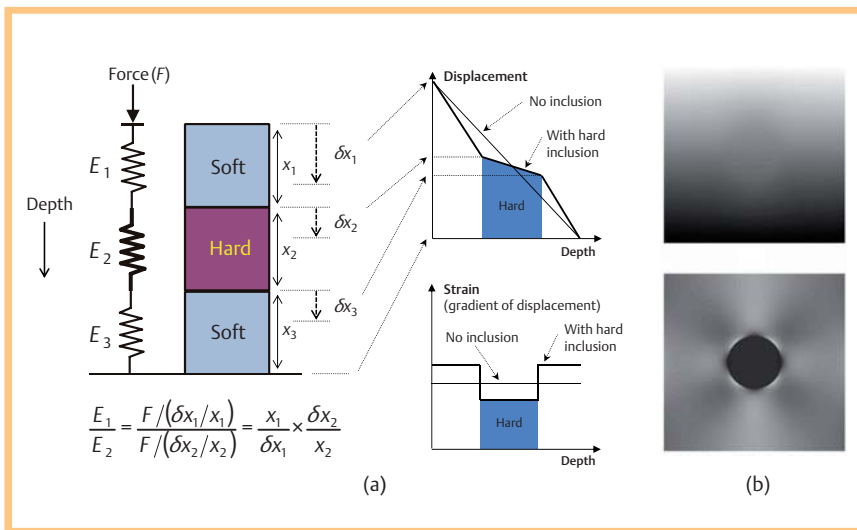 Force (F)
E1
E2
E3
Depth
Soft
Hard
Soft
x1
x2
x3
δx1
δx2
δx3
E1/E2 = F/(δx1/x1)/F/(δx2/x2) = x1/δx1 × δx2/x2
Displacement
No inclusion
With hard
inclusion
Hard
Depth
Strain
(gradient of displacement)
No inclusion
With hard
inclusion
Hard
Depth
(a)
(b)